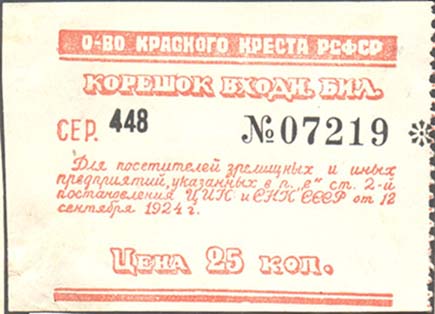 О-ВО КРАСНОГО КРЕСТА РСФСР
КОРЕШОК ВХОДН. БИЛ.
СЕР. 448 №07219
Для посетителей зрелищных и иных
предприятий, указанных в п. „е" ст. 2-й
постановления ЦИК и СНК СССР от 12
сентября 1924 г.
Цена 25 коп.